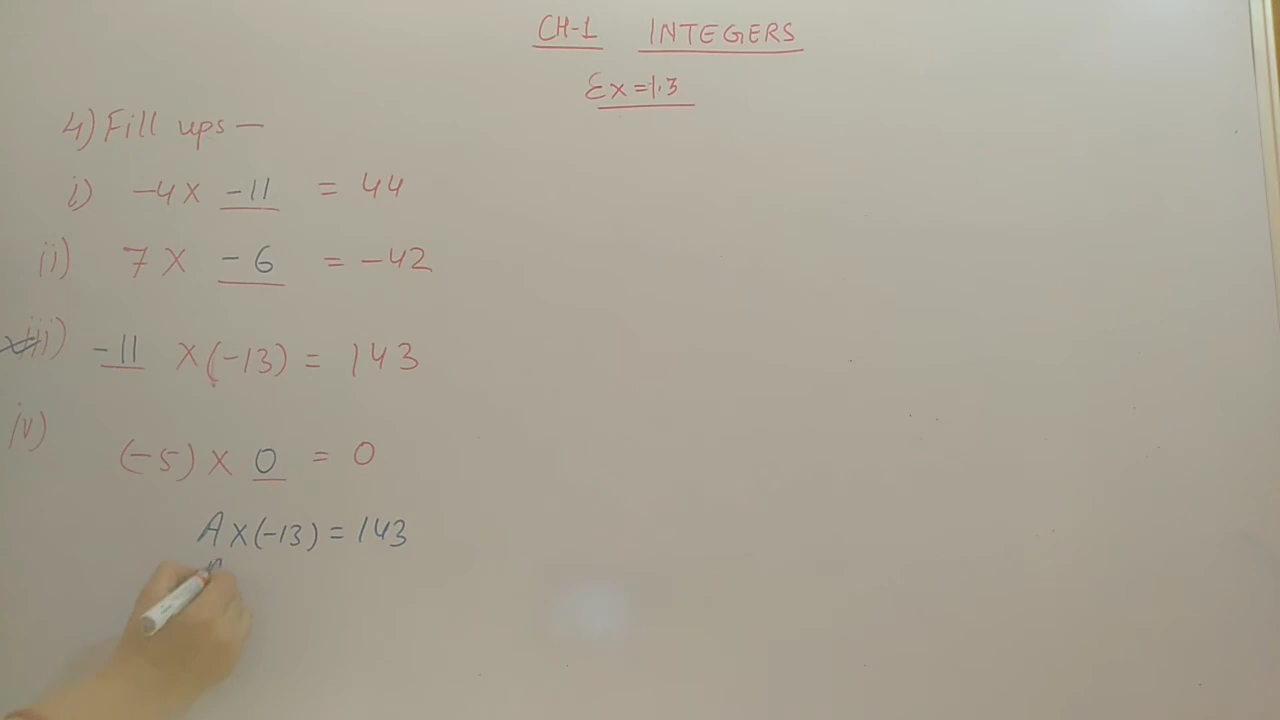 CH-1 INTEGERS
Ex=1.3
4) Fill ups —
i) -4 X -11 = 44
ii) 7 X -6 = -42
iii) -11 X (-13) = 143
iv) (-5) X 0 = 0
A X (-13) = 143